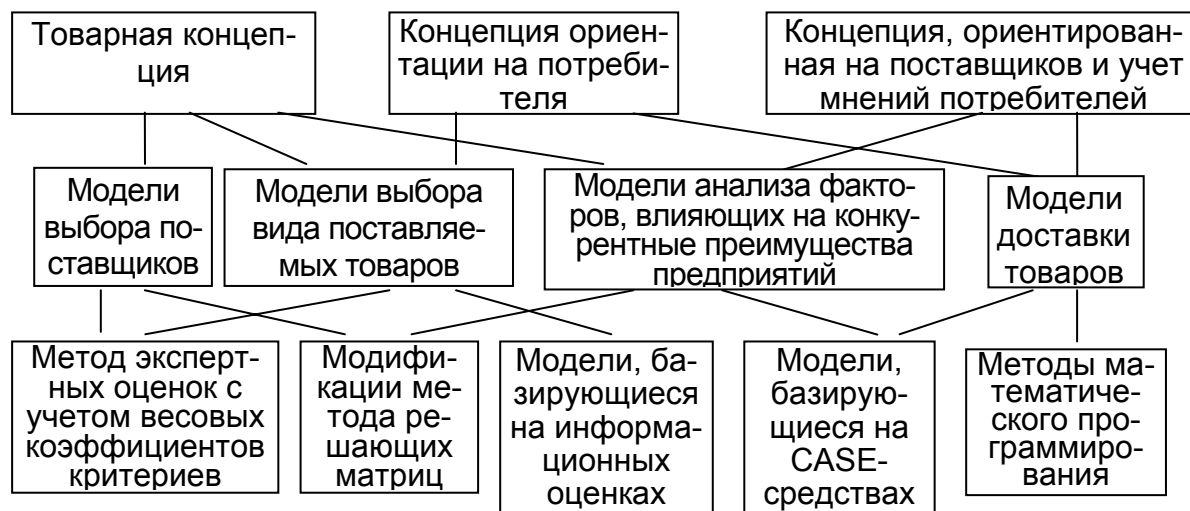 Товарная концеп-
ция
Концепция ориен-
тации на потреби-
теля
Концепция, ориентирован-
ная на поставщиков и учет
мнений потребителей
Модели
выбора по-
ставщиков
Модели выбора
вида поставляе-
мых товаров
Модели анализа факто-
ров, влияющих на конку-
рентные преимущества
предприятий
Модели
доставки
товаров
Метод эксперт-
ных оценок с
учетом весовых
коэффициентов
критериев
Модифи-
кации ме-
тода ре-
шающих
матриц
Модели, ба-
зирующиеся
на информа-
ционных
оценках
Модели,
базирую-
щиеся на
CASE-
средствах
Методы ма-
тематиче-
ского про-
граммиро-
вания